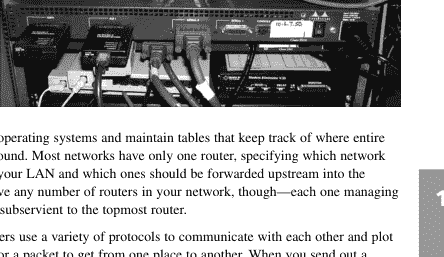 operating systems and maintain tables that keep track of where entire
ound. Most networks have only one router, specifying which network
your LAN and which ones should be forwarded upstream into the
ve any number of routers in your network, though—each one managing
subservient to the topmost router.
ers use a variety of protocols to communicate with each other and plot
or a packet to get from one place to another. When you send out a
1